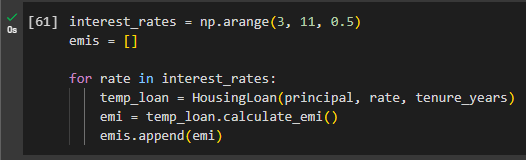 [61] interest_rates = np.arange(3, 11, 0.5)
0s
emis = []
for rate in interest_rates:
temp_loan = HousingLoan(principal, rate, tenure_years)
emi = temp_loan.calculate_emi()
emis.append(emi)